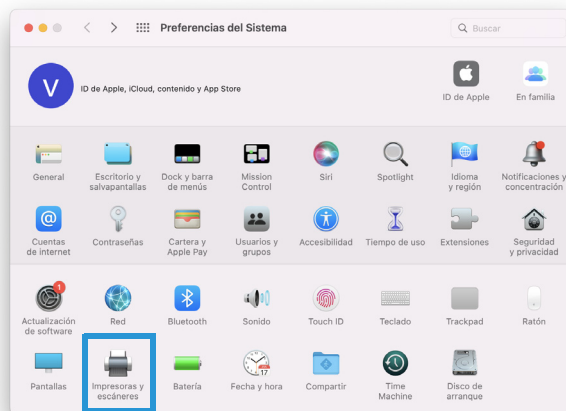 Preferencias del Sistema
Buscar
V
ID de Apple, iCloud, contenido y App Store
ID de Apple
En familia
General
Escritorio y
salvapantallas
Dock y barra
de menús
Mission
Control
Siri
Spotlight
Idioma
y región
Notificaciones y
concentración
Cuentas
de internet
Contraseñas
Cartera y
Apple Pay
Usuarios y
grupos
Accesibilidad
Tiempo de uso
Extensiones
Seguridad
y privacidad
1
Actualización
de software
Red
Bluetooth
Sonido
Touch ID
Teclado
Trackpad
Ratón
Pantallas
Impresoras y
escáneres
Batería
17
Fecha y hora
Compartir
Time
Machine
Disco de
arranque